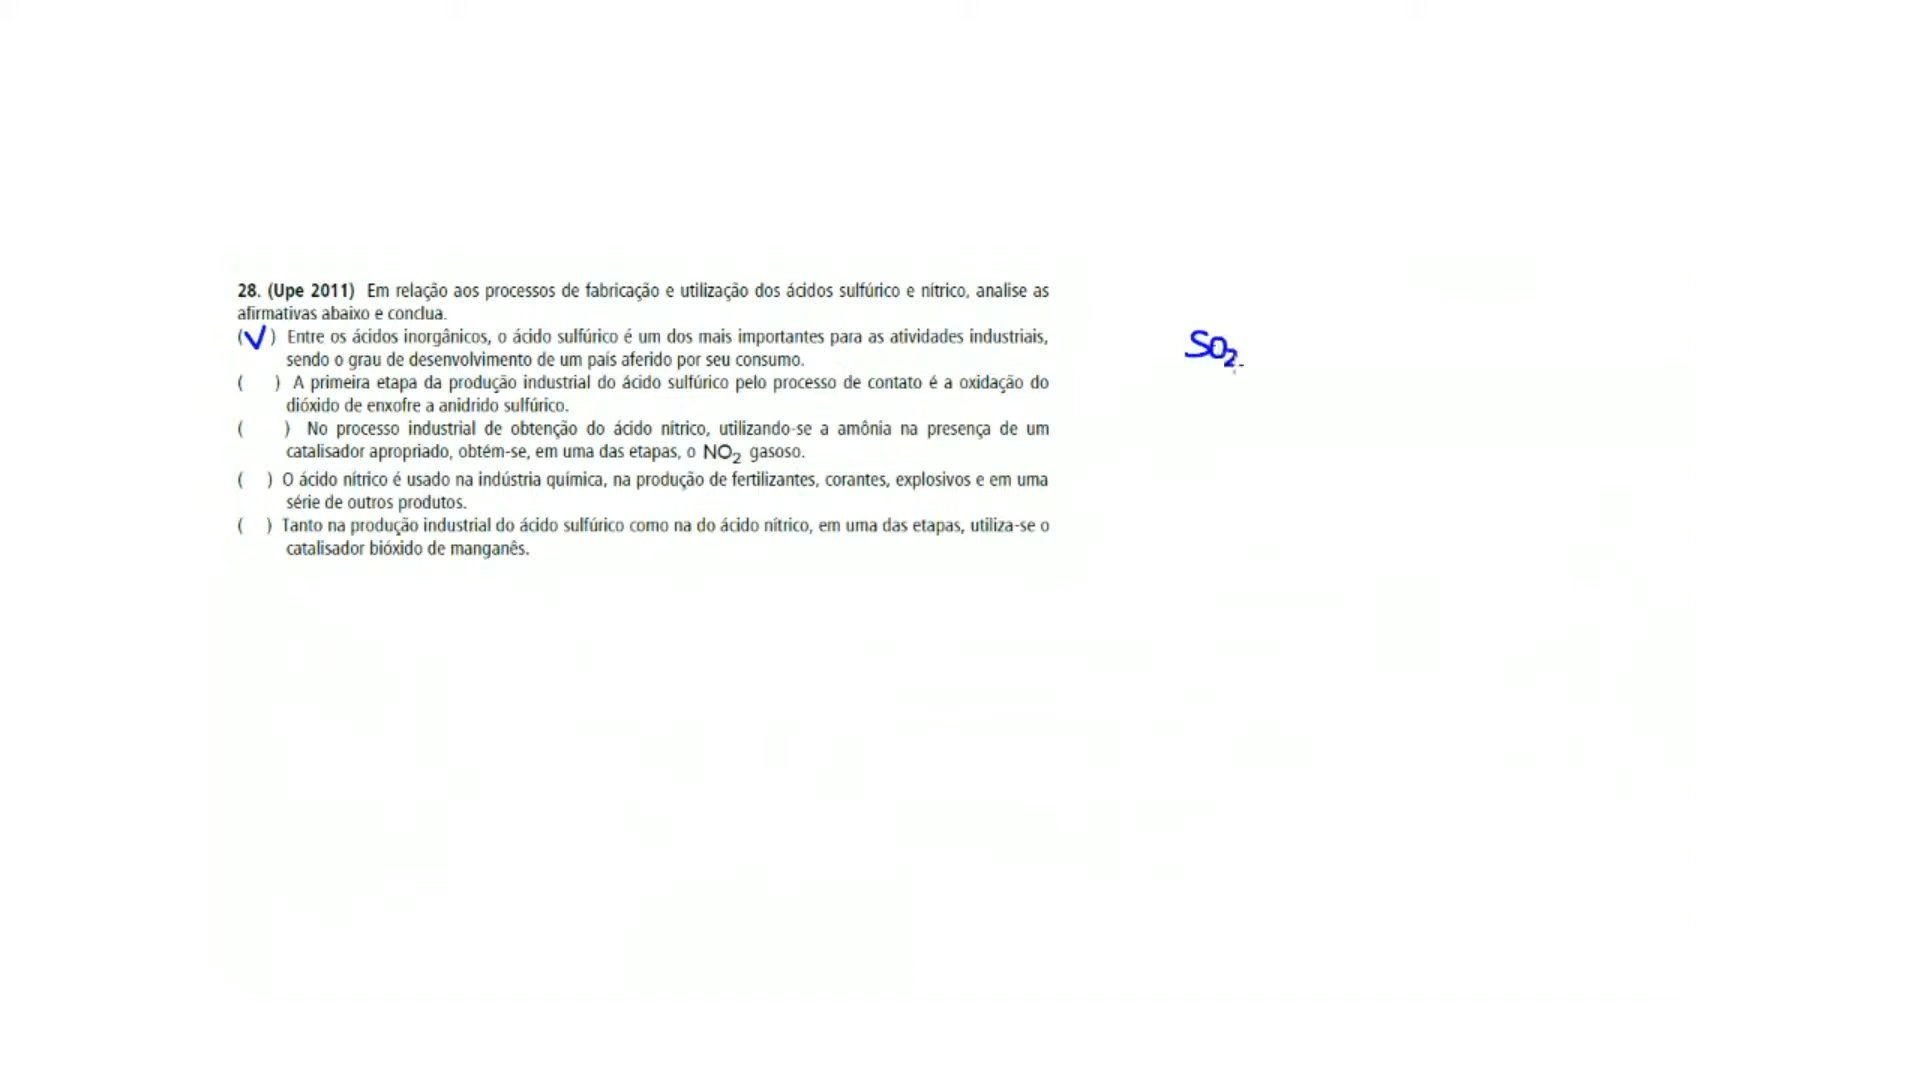 28. (Upe 2011) Em relação aos processos de fabricação e utilização dos ácidos sulfúrico e nítrico, analise as
afirmativas abaixo e conclua.
(V) Entre os ácidos inorgânicos, o ácido sulfúrico é um dos mais importantes para as atividades industriais,
sendo o grau de desenvolvimento de um país aferido por seu consumo.
( ) A primeira etapa da produção industrial do ácido sulfúrico pelo processo de contato é a oxidação do
dióxido de enxofre a anidrido sulfúrico.
( ) No processo industrial de obtenção do ácido nítrico, utilizando-se a amônia na presença de um
catalisador apropriado, obtém-se, em uma das etapas, o NO₂ gasoso.
( ) O ácido nítrico é usado na indústria química, na produção de fertilizantes, corantes, explosivos e em uma
série de outros produtos.
( ) Tanto na produção industrial do ácido sulfúrico como na do ácido nítrico, em uma das etapas, utiliza-se o
catalisador bióxido de manganês.
SO₂